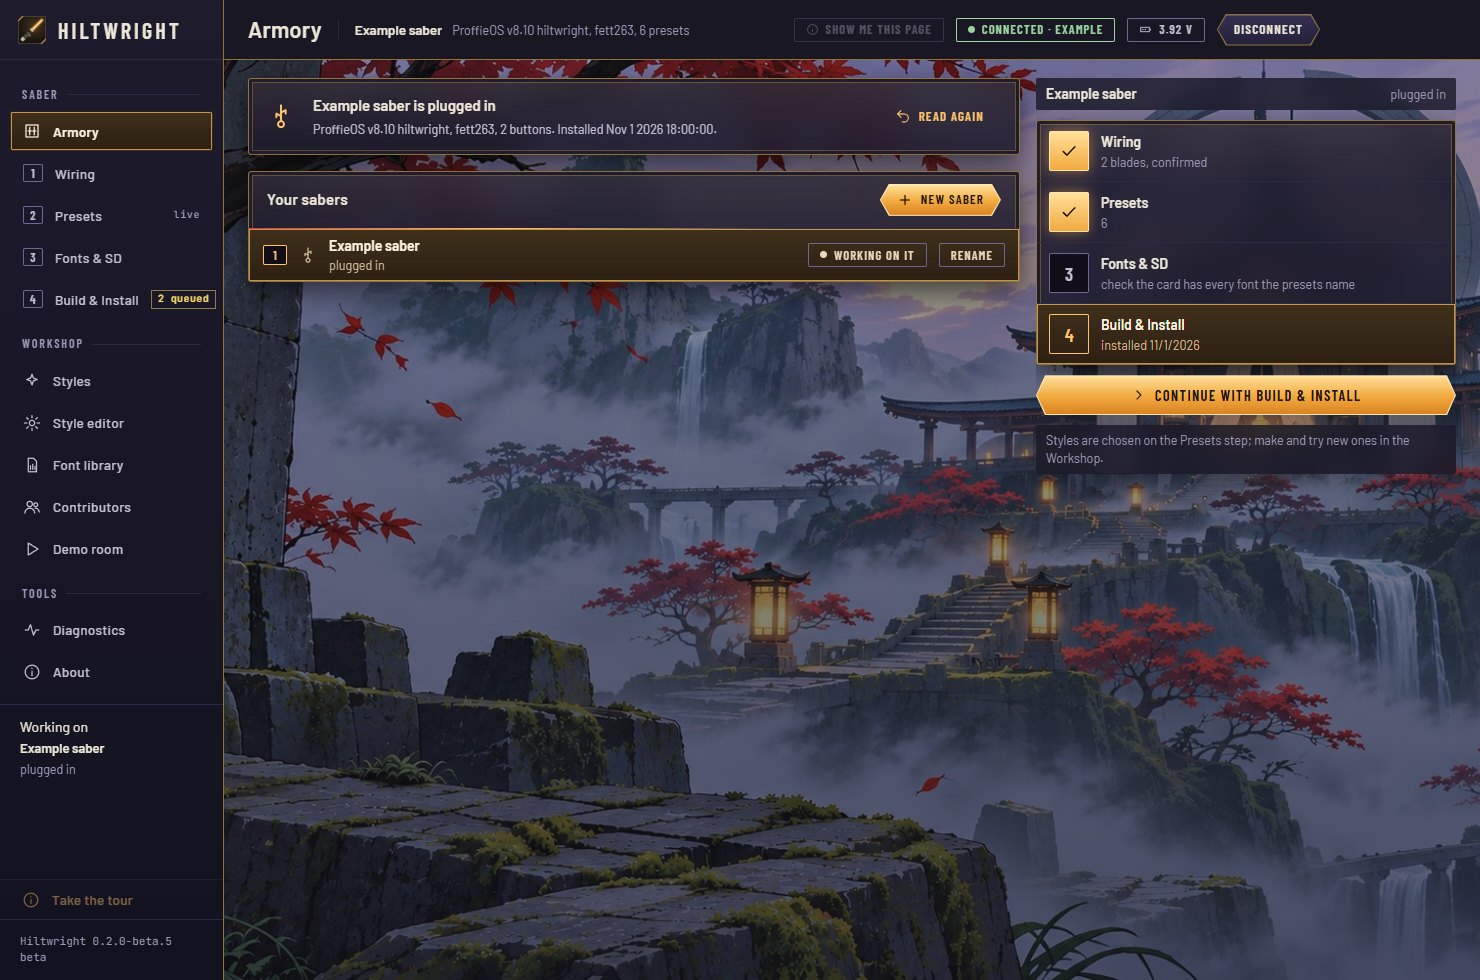 HILTWRIGHT
SABER
Armory
1 Wiring
2 Presets live
3 Fonts & SD
4 Build & Install 2 queued
WORKSHOP
Styles
Style editor
Font library
Contributors
Demo room
TOOLS
Diagnostics
About
Working on
Example saber
plugged in
Take the tour
Hiltwright 0.2.0-beta.5
beta
Armory Example saber ProffieOS v8.10 hiltwright, fett263, 6 presets SHOW ME THIS PAGE CONNECTED · EXAMPLE 3.92 V DISCONNECT
Example saber is plugged in
ProffieOS v8.10 hiltwright, fett263, 2 buttons. Installed Nov 1 2026 18:00:00.
READ AGAIN
Your sabers NEW SABER
1 Example saber
plugged in
WORKING ON IT RENAME
Example saber plugged in
Wiring
2 blades, confirmed
Presets
6
3 Fonts & SD
check the card has every font the presets name
4 Build & Install
installed 11/1/2026
CONTINUE WITH BUILD & INSTALL
Styles are chosen on the Presets step; make and try new ones in the
Workshop.